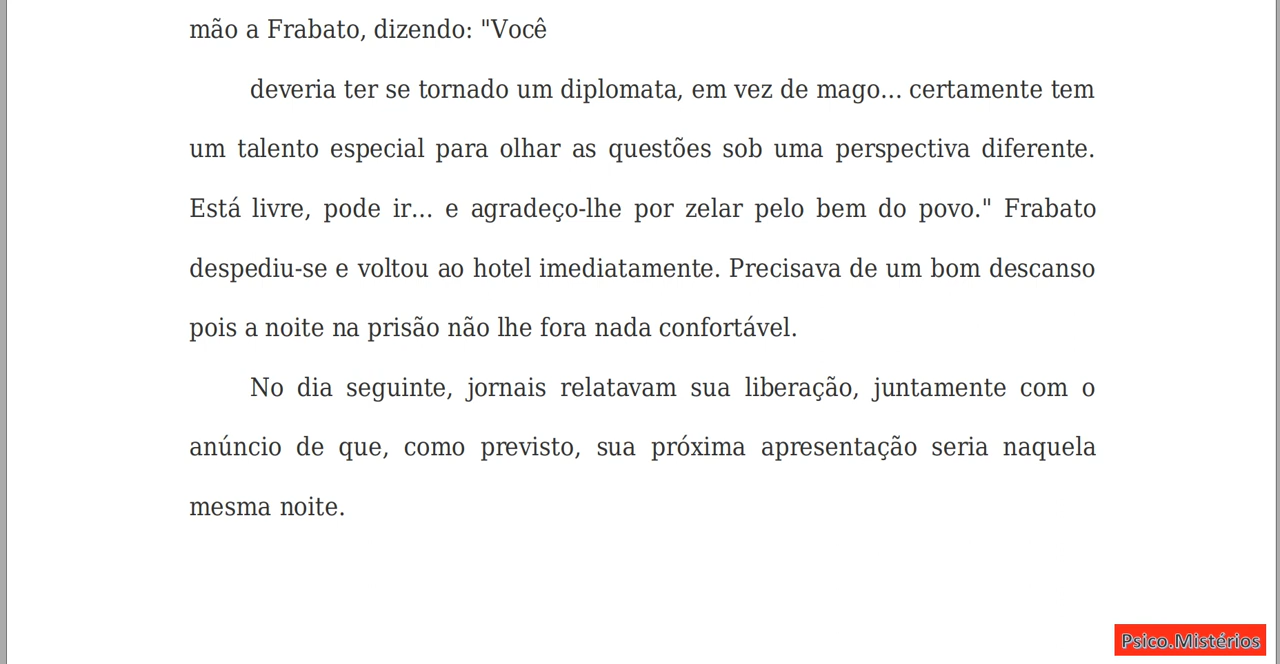 mão a Frabato, dizendo: "Você
deveria ter se tornado um diplomata, em vez de mago... certamente tem
um talento especial para olhar as questões sob uma perspectiva diferente.
Está livre, pode ir... e agradeço-lhe por zelar pelo bem do povo." Frabato
despediu-se e voltou ao hotel imediatamente. Precisava de um bom descanso
pois a noite na prisão não lhe fora nada confortável.
No dia seguinte, jornais relatavam sua liberação, juntamente com o
anúncio de que, como previsto, sua próxima apresentação seria naquela
mesma noite.
Psico.Mistérios